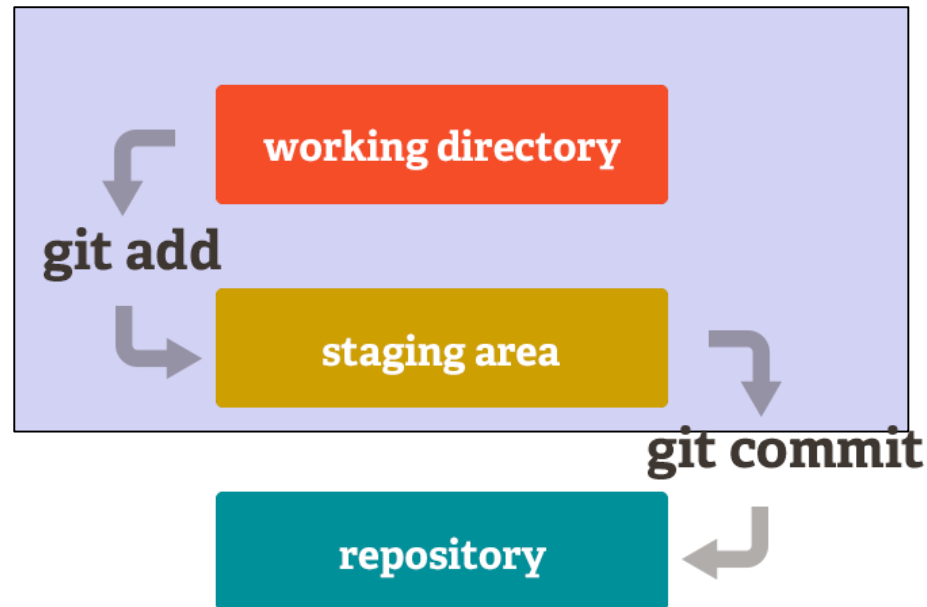 working directory
git add
staging area
git commit
repository